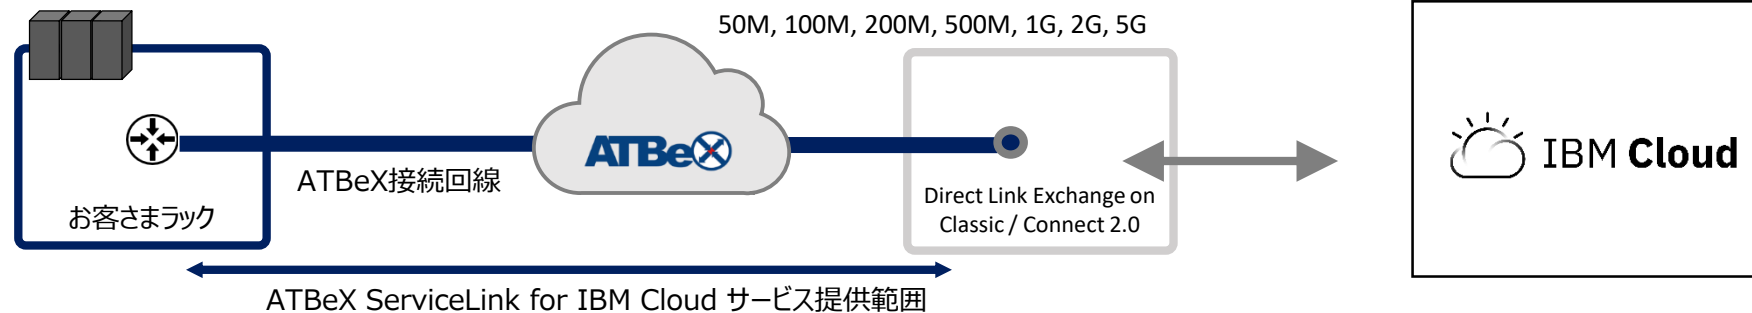 50M, 100M, 200M, 500M, 1G, 2G, 5G
ATBeX
IBM Cloud
ATBeX接続回線
お客さまラック
Direct Link Exchange on
Classic / Connect 2.0
ATBeX ServiceLink for IBM Cloud サービス提供範囲